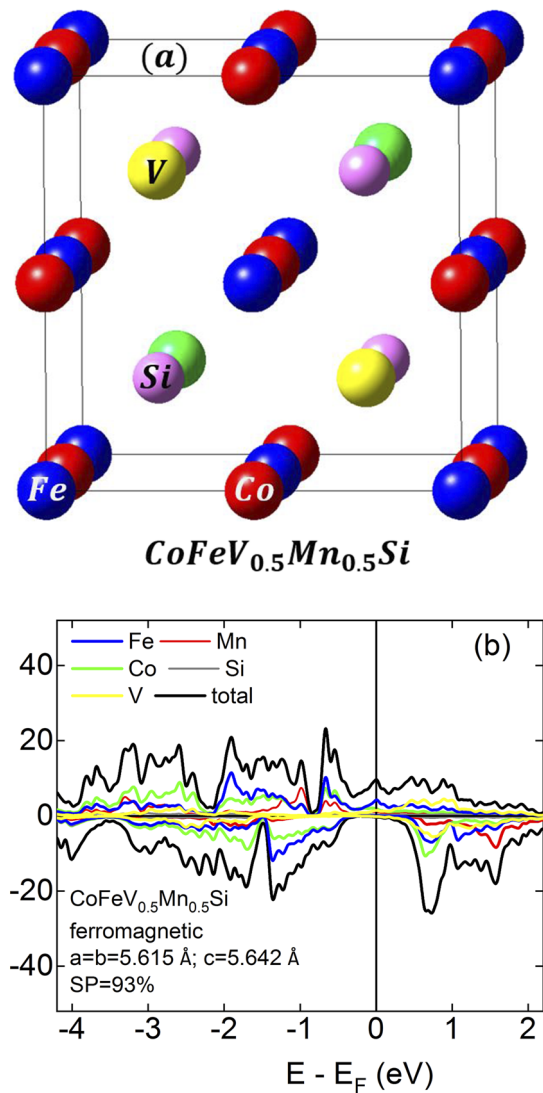 (a)
V
Si
Fe Co
CoFeV₀.₅Mn₀.₅Si
(b)
Fe Mn
Co Si
V total
40
20
0
-20
-40
CoFeV₀.₅Mn₀.₅Si
ferromagnetic
a=b=5.615 Å; c=5.642 Å
SP=93%
-4 -3 -2 -1 0 1 2
E - E_F (eV)